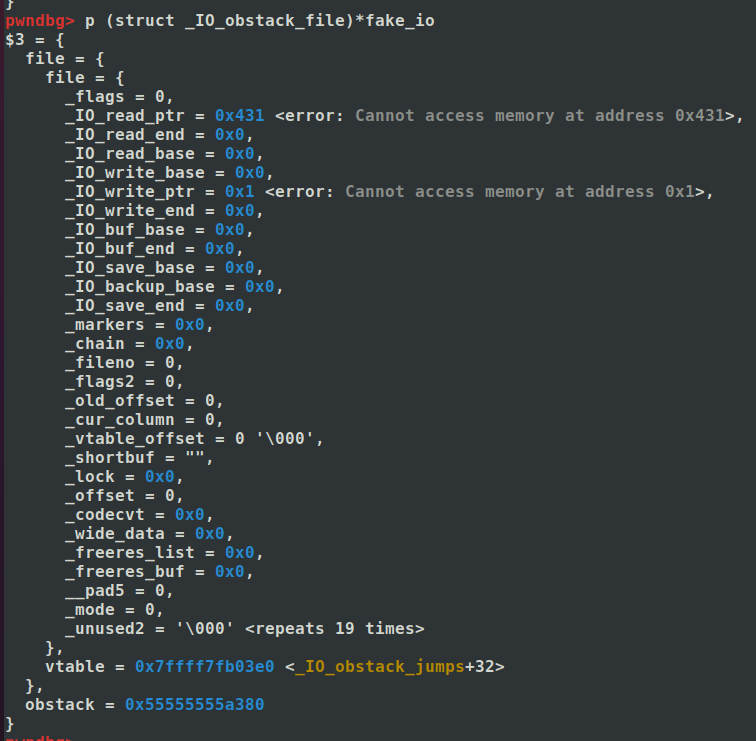 }
pwndbg> p (struct _IO_obstack_file)*fake_io
$3 = {
  file = {
    file = {
      _flags = 0,
      _IO_read_ptr = 0x431 <error: Cannot access memory at address 0x431>,
      _IO_read_end = 0x0,
      _IO_read_base = 0x0,
      _IO_write_base = 0x0,
      _IO_write_ptr = 0x1 <error: Cannot access memory at address 0x1>,
      _IO_write_end = 0x0,
      _IO_buf_base = 0x0,
      _IO_buf_end = 0x0,
      _IO_save_base = 0x0,
      _IO_backup_base = 0x0,
      _IO_save_end = 0x0,
      _markers = 0x0,
      _chain = 0x0,
      _fileno = 0,
      _flags2 = 0,
      _old_offset = 0,
      _cur_column = 0,
      _vtable_offset = 0 '\000',
      _shortbuf = "",
      _lock = 0x0,
      _offset = 0,
      _codecvt = 0x0,
      _wide_data = 0x0,
      _freeres_list = 0x0,
      _freeres_buf = 0x0,
      __pad5 = 0,
      _mode = 0,
      _unused2 = '\000' <repeats 19 times>
    },
    vtable = 0x7ffff7fb03e0 <_IO_obstack_jumps+32>
  },
  obstack = 0x55555555a380
}
pwndbg>